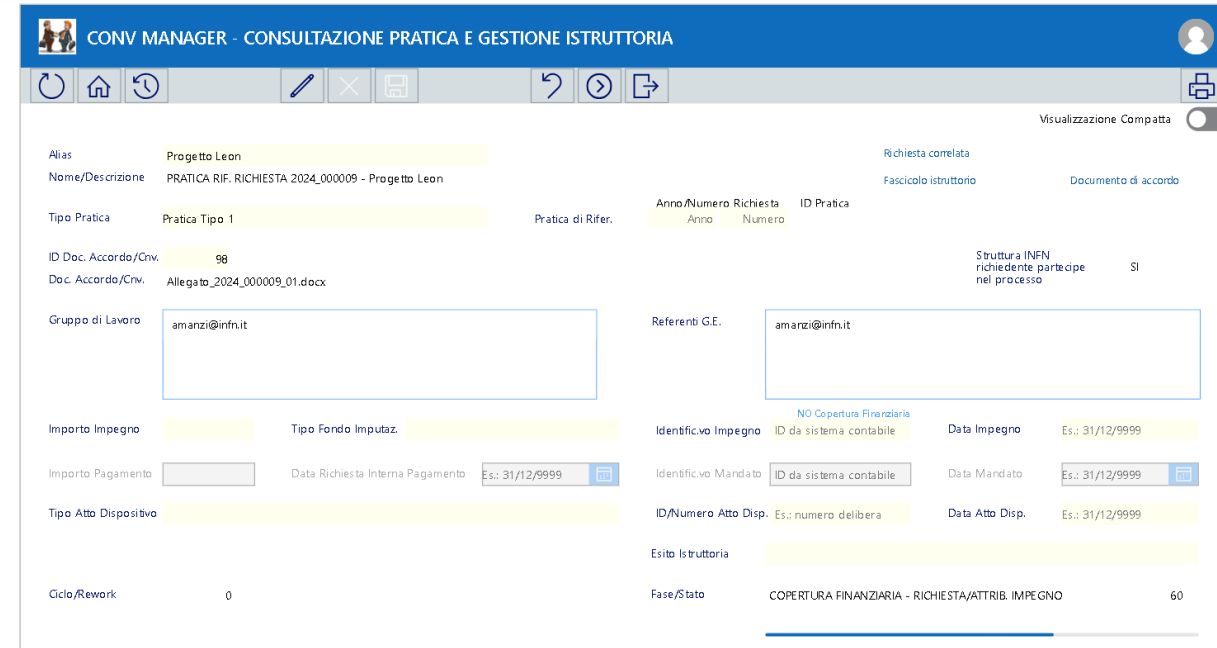 CONV MANAGER - CONSULTAZIONE PRATICA E GESTIONE ISTRUTTORIA
Visualizzazione Compatta
Alias Progetto Leon Richiesta correlata
Nome/Descrizione PRATICA RIF. RICHIESTA 2024_000009 - Progetto Leon Fascicolo istruttorio Documento di accordo
Anno/Numero Richiesta ID Pratica
Tipo Pratica Pratica Tipo 1 Pratica di Rifer. Anno Numero
ID Doc. Accordo/Cnv. 98
Struttura INFN
richiedente partecipe SI
nel processo
Doc. Accordo/Cnv. Allegato_2024_000009_01.docx
Gruppo di Lavoro amanzi@infn.it Referenti G.E. amanzi@infn.it
NO Copertura Finanziaria
Importo Impegno Tipo Fondo Imputaz. Identific.vo Impegno ID da sistema contabile Data Impegno Es.: 31/12/9999
Importo Pagamento Data Richiesta Interna Pagamento Es.: 31/12/9999 Identific.vo Mandato ID da sistema contabile Data Mandato Es.: 31/12/9999
Tipo Atto Dispositivo ID/Numero Atto Disp. Es.: numero delibera Data Atto Disp. Es.: 31/12/9999
Esito Istruttoria
Ciclo/Rework 0 Fase/Stato COPERTURA FINANZIARIA - RICHIESTA/ATTRIB. IMPEGNO 60